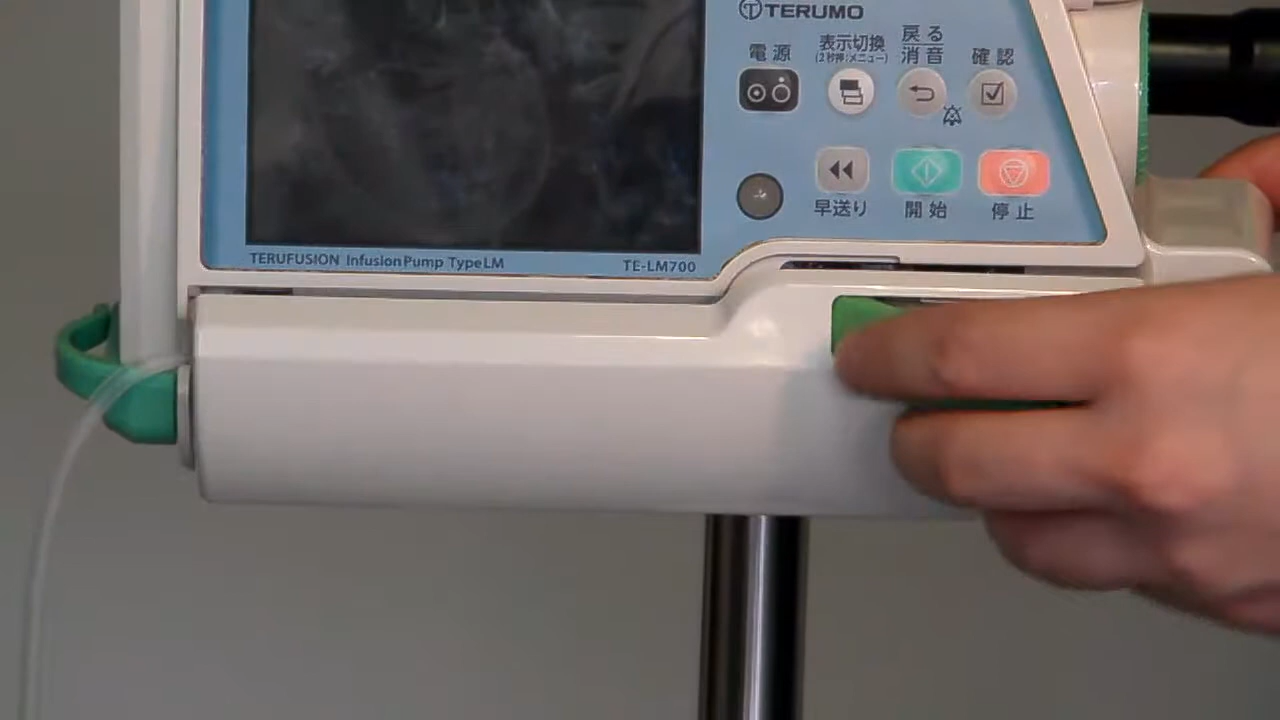 TERUMO
電源
表示切換
(2秒押:メニュー)
戻る
消音
確認
早送り
開始
停止
TERUFUSION Infusion Pump Type LM
TE-LM700